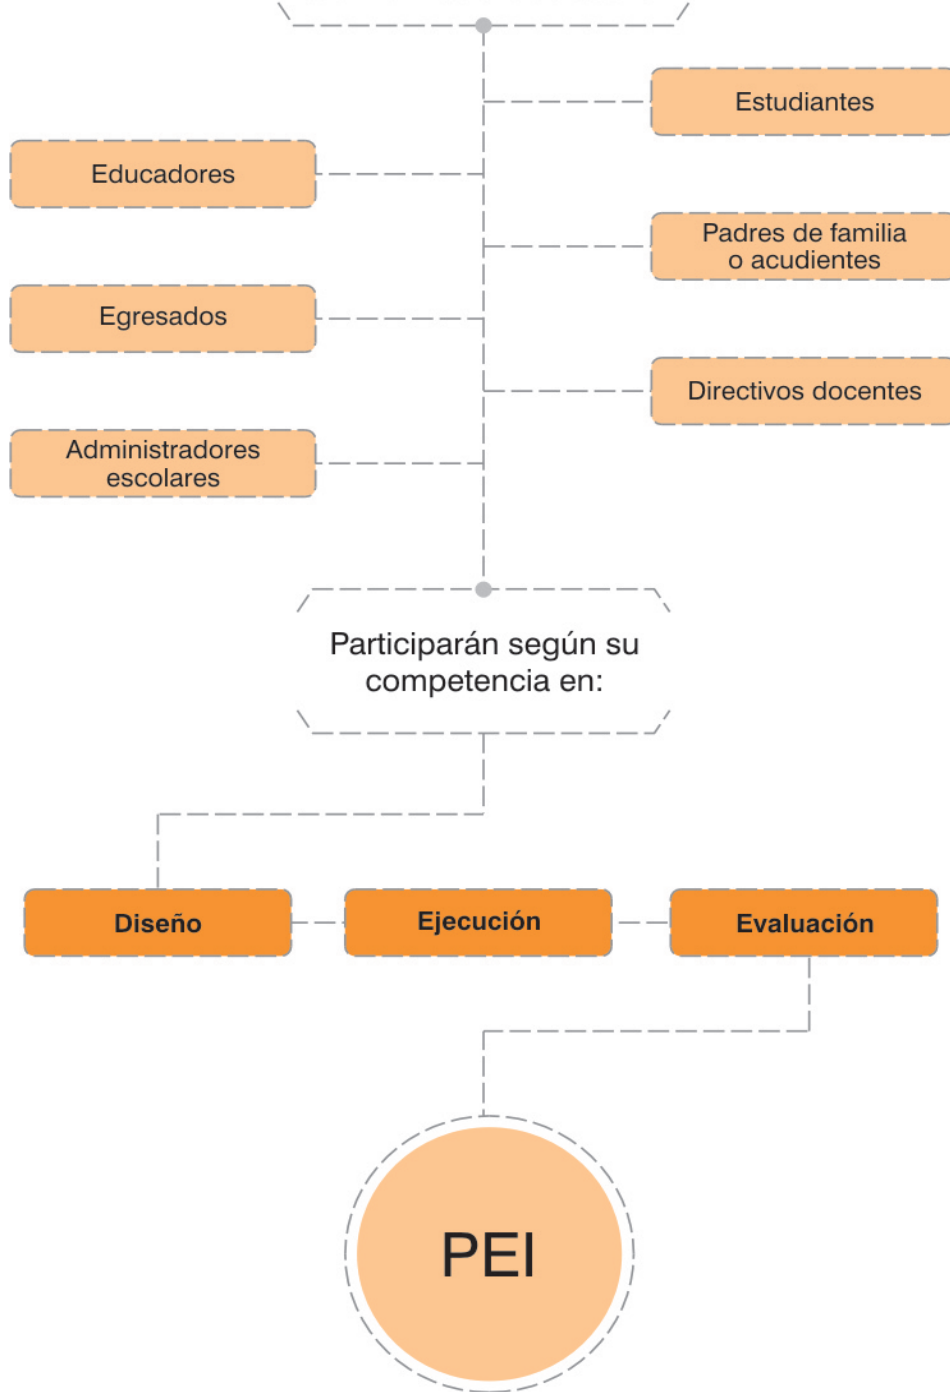 Estudiantes
Educadores
Padres de familia
o acudientes
Egresados
Directivos docentes
Administradores
escolares
Participarán según su
competencia en:
Diseño
Ejecución
Evaluación
PEI